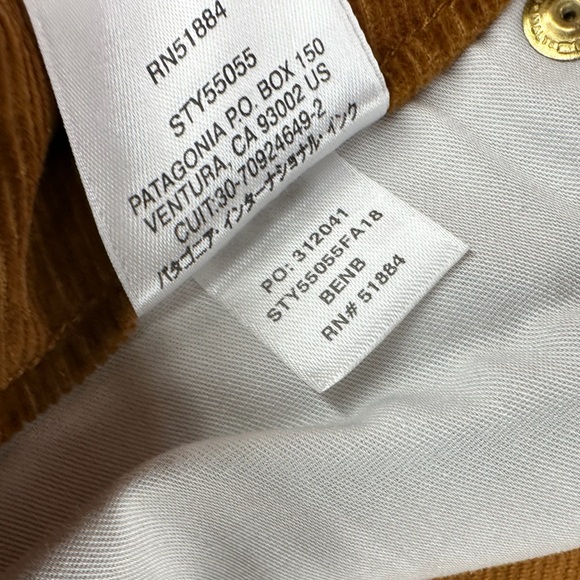 RN51884
STY55055
PATAGONIA P.O. BOX 150
VENTURA, CA 93002 US
CUIT:30-70924649-2
パタゴニア・インターナショナル・インク
PO: 312041
STY55055FA18
BENB
RN# 51884